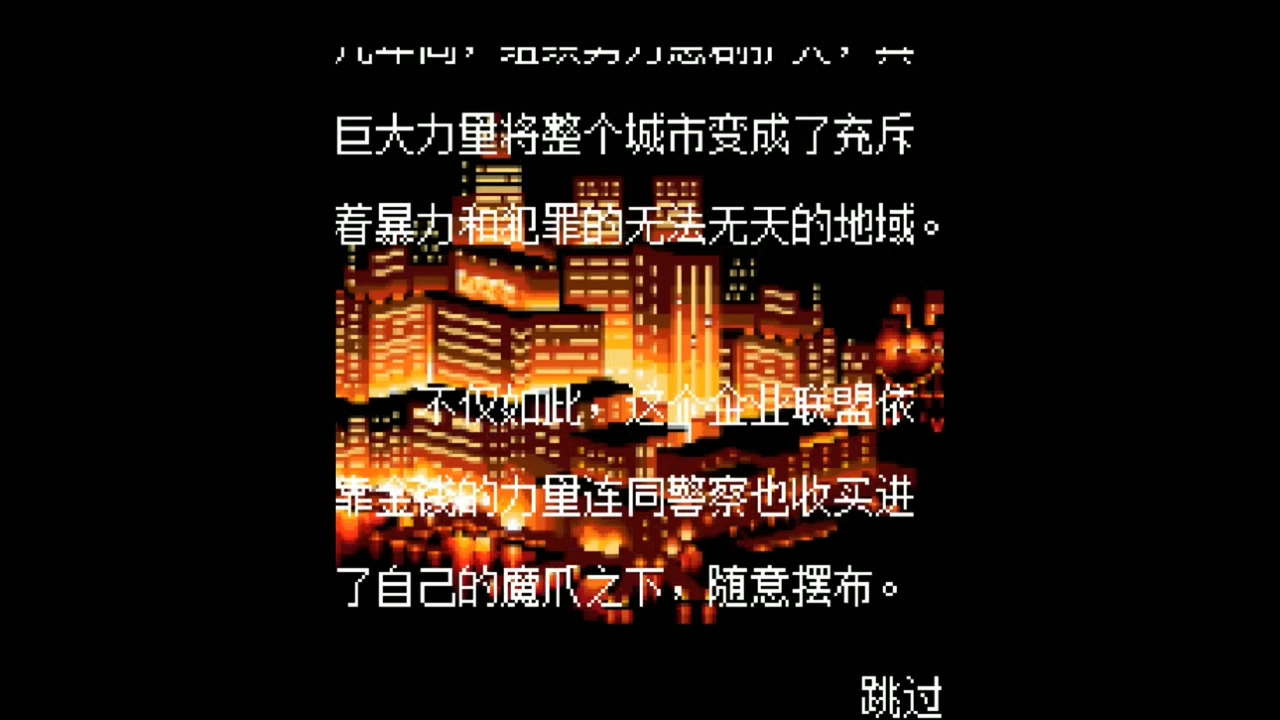 巨大力量将整个城市变成了充斥
着暴力和犯罪的无法无天的地域。
不仅如此，这个企业联盟依
靠金钱的力量连同警察也收买进
了自己的魔爪之下，随意摆布。
跳过